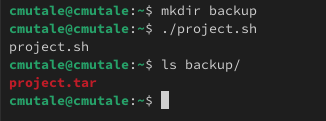 cmutale@cmutale:~$ mkdir backup
cmutale@cmutale:~$ ./project.sh
project.sh
cmutale@cmutale:~$ ls backup/
project.tar
cmutale@cmutale:~$